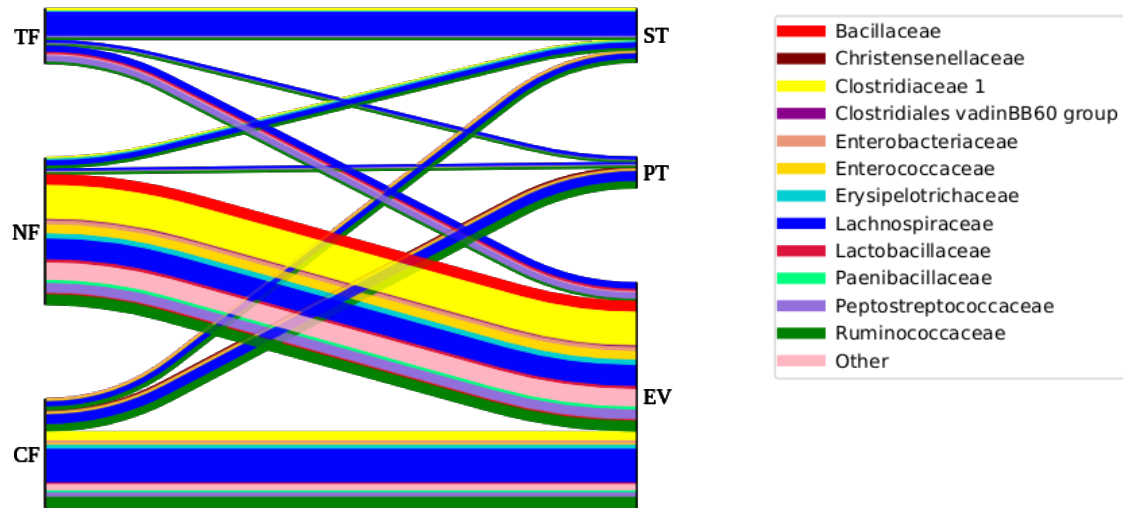 TF
NF
CF
ST
PT
EV
Bacillaceae
Christensenellaceae
Clostridiaceae 1
Clostridiales vadinBB60 group
Enterobacteriaceae
Enterococcaceae
Erysipelotrichaceae
Lachnospiraceae
Lactobacillaceae
Paenibacillaceae
Peptostreptococcaceae
Ruminococcaceae
Other